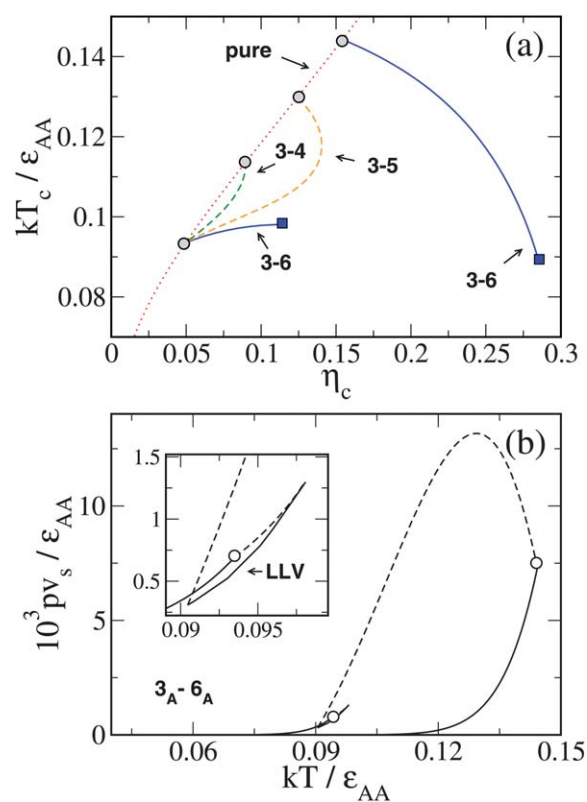 (a)
pure
3-4
3-5
3-6
3-6
kT_c / ε_AA
0.14
0.12
0.1
0.08
0 0.05 0.1 0.15 0.2 0.25 0.3
η_c
(b)
10^3 pv_s / ε_AA
10
5
0
1.5
1
0.5
0.09 0.095
LLV
3_A - 6_A
0.06 0.09 0.12 0.15
kT / ε_AA